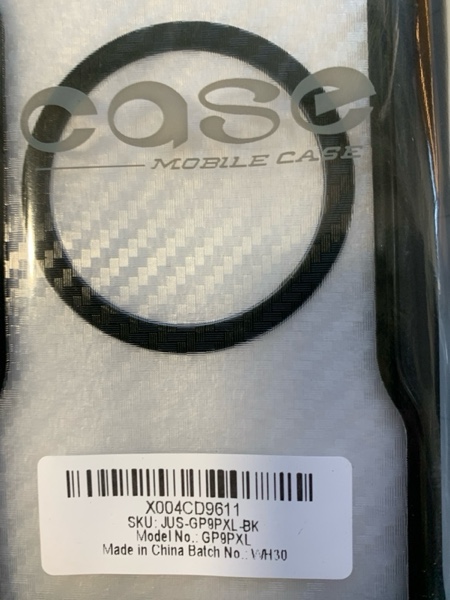 case
MOBILE CASE
X004CD9611
SKU: JUS-GP9PXL-BK
Model No.: GP9PXL
Made in China Batch No.: WH30